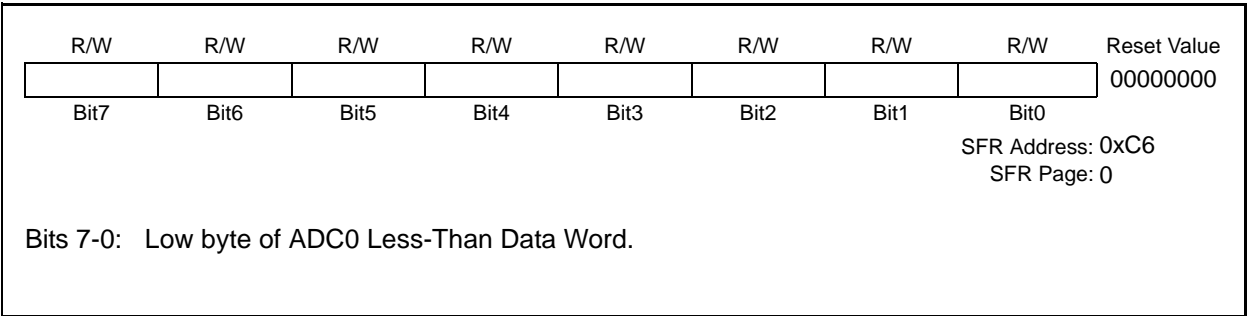 R/W R/W R/W R/W R/W R/W R/W R/W Reset Value
00000000
Bit7 Bit6 Bit5 Bit4 Bit3 Bit2 Bit1 Bit0
SFR Address: 0xC6
SFR Page: 0
Bits 7-0: Low byte of ADC0 Less-Than Data Word.